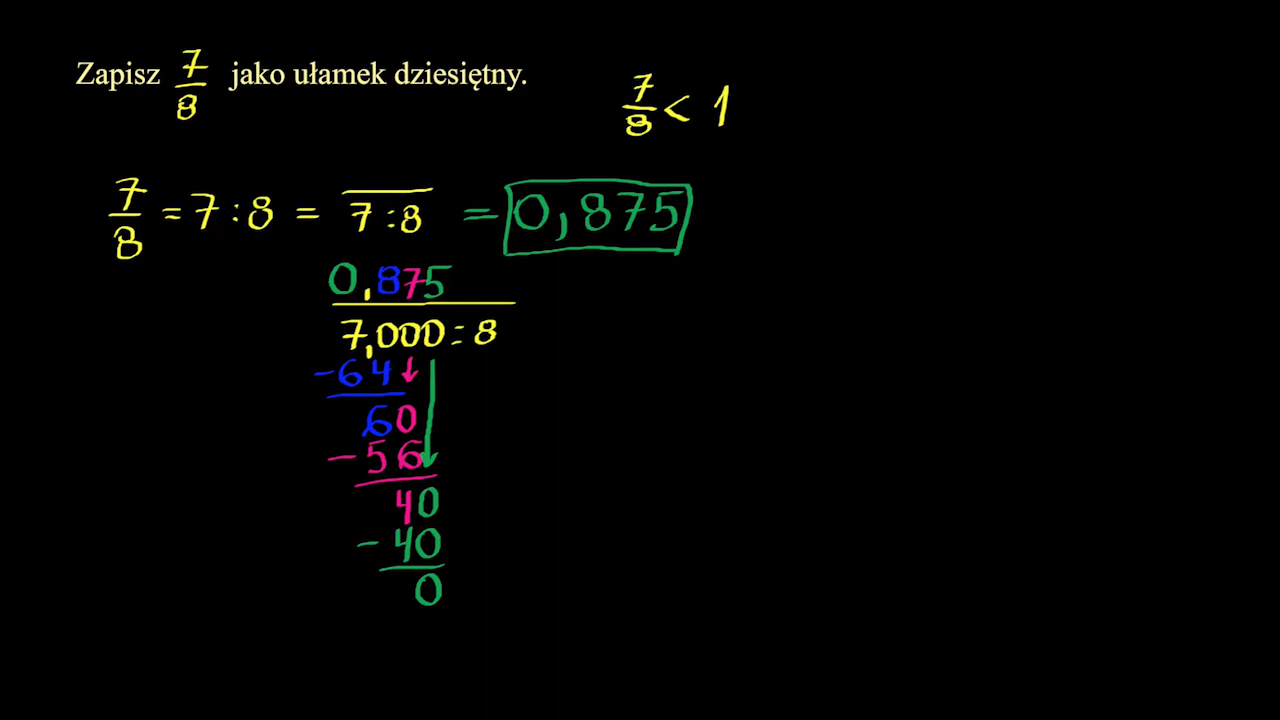 Zapisz 7/8 jako ułamek dziesiętny.
7/8 < 1
7/8 = 7 : 8 = 7 : 8 = 0,875
0,875
7,000 : 8
- 64
60
- 56
40
- 40
0